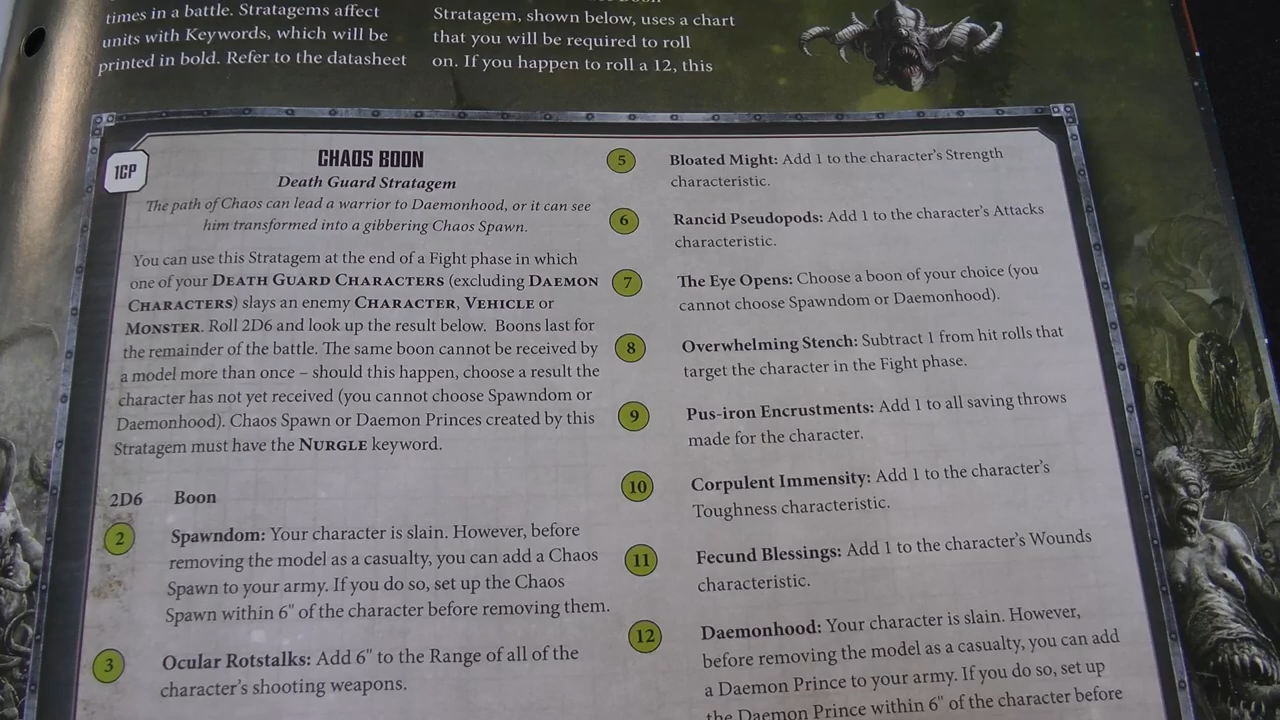 times in a battle. Stratagems affect
units with Keywords, which will be
printed in bold. Refer to the datasheet
Stratagem, shown below, uses a chart
that you will be required to roll
on. If you happen to roll a 12, this
1CP
CHAOS BOON
Death Guard Stratagem
The path of Chaos can lead a warrior to Daemonhood, or it can see
him transformed into a gibbering Chaos Spawn.
You can use this Stratagem at the end of a Fight phase in which
one of your DEATH GUARD CHARACTERS (excluding DAEMON
CHARACTERS) slays an enemy CHARACTER, VEHICLE or
MONSTER. Roll 2D6 and look up the result below. Boons last for
the remainder of the battle. The same boon cannot be received by
a model more than once – should this happen, choose a result the
character has not yet received (you cannot choose Spawndom or
Daemonhood). Chaos Spawn or Daemon Princes created by this
Stratagem must have the NURGLE keyword.
2D6 Boon
2 Spawndom: Your character is slain. However, before
removing the model as a casualty, you can add a Chaos
Spawn to your army. If you do so, set up the Chaos
Spawn within 6" of the character before removing them.
3 Ocular Rotstalks: Add 6" to the Range of all of the
character's shooting weapons.
5 Bloated Might: Add 1 to the character's Strength
characteristic.
6 Rancid Pseudopods: Add 1 to the character's Attacks
characteristic.
7 The Eye Opens: Choose a boon of your choice (you
cannot choose Spawndom or Daemonhood).
8 Overwhelming Stench: Subtract 1 from hit rolls that
target the character in the Fight phase.
9 Pus-iron Encrustments: Add 1 to all saving throws
made for the character.
10 Corpulent Immensity: Add 1 to the character's
Toughness characteristic.
11 Fecund Blessings: Add 1 to the character's Wounds
characteristic.
12 Daemonhood: Your character is slain. However,
before removing the model as a casualty, you can add
a Daemon Prince to your army. If you do so, set up
the Daemon Prince within 6" of the character before